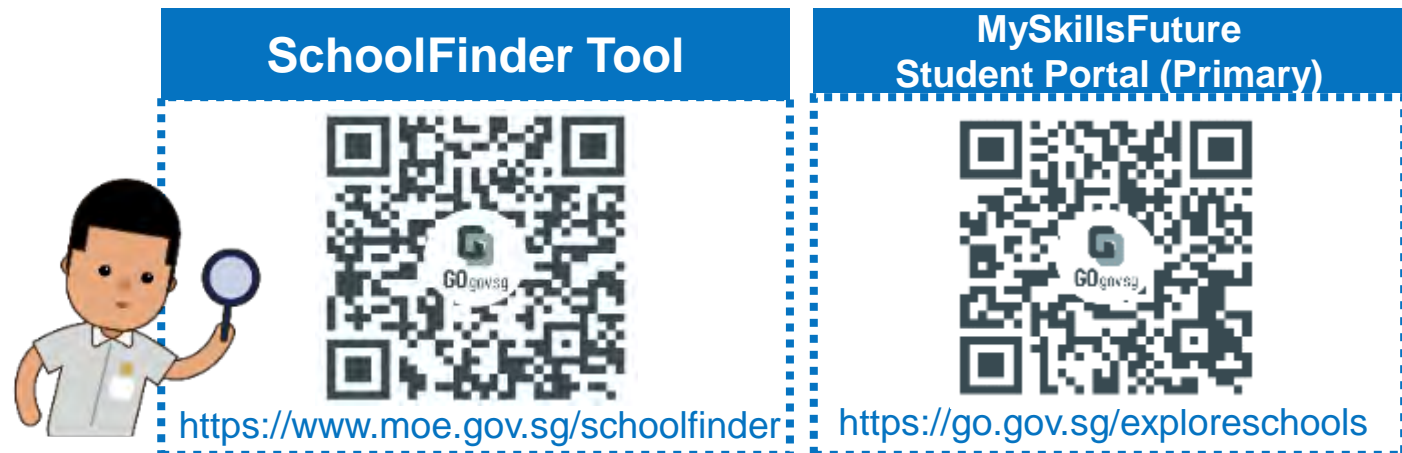 SchoolFinder Tool
GOgovsg
https://www.moe.gov.sg/schoolfinder
MySkillsFuture
Student Portal (Primary)
GOgovsg
https://go.gov.sg/exploreschools